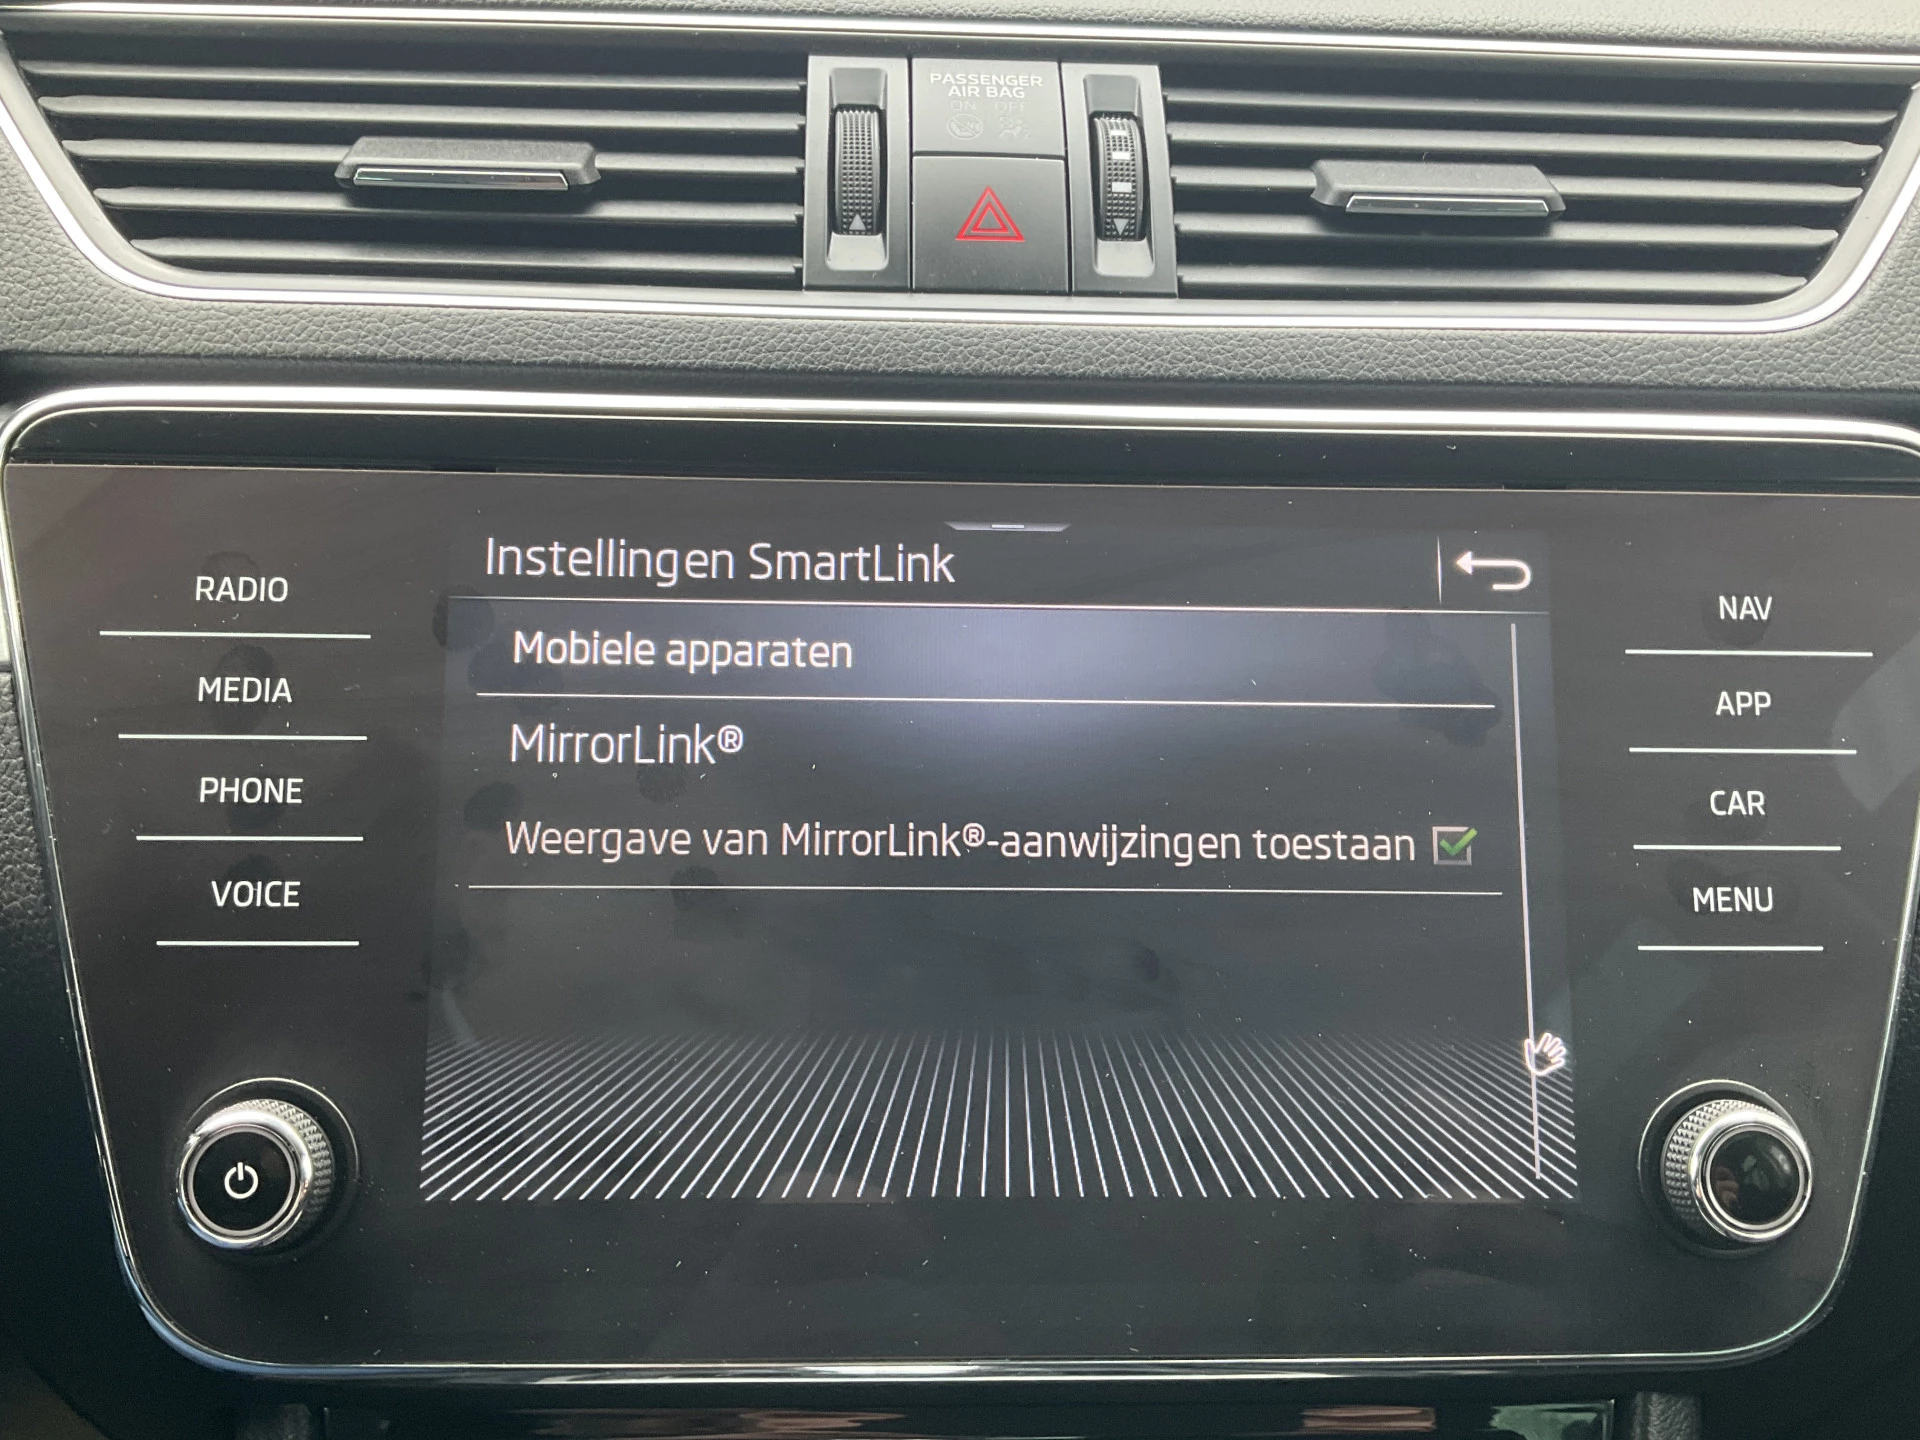 PASSENGER
AIR BAG
ON OFF
Instellingen SmartLink
Mobiele apparaten
MirrorLink®
Weergave van MirrorLink®-aanwijzingen toestaan
RADIO
MEDIA
PHONE
VOICE
NAV
APP
CAR
MENU